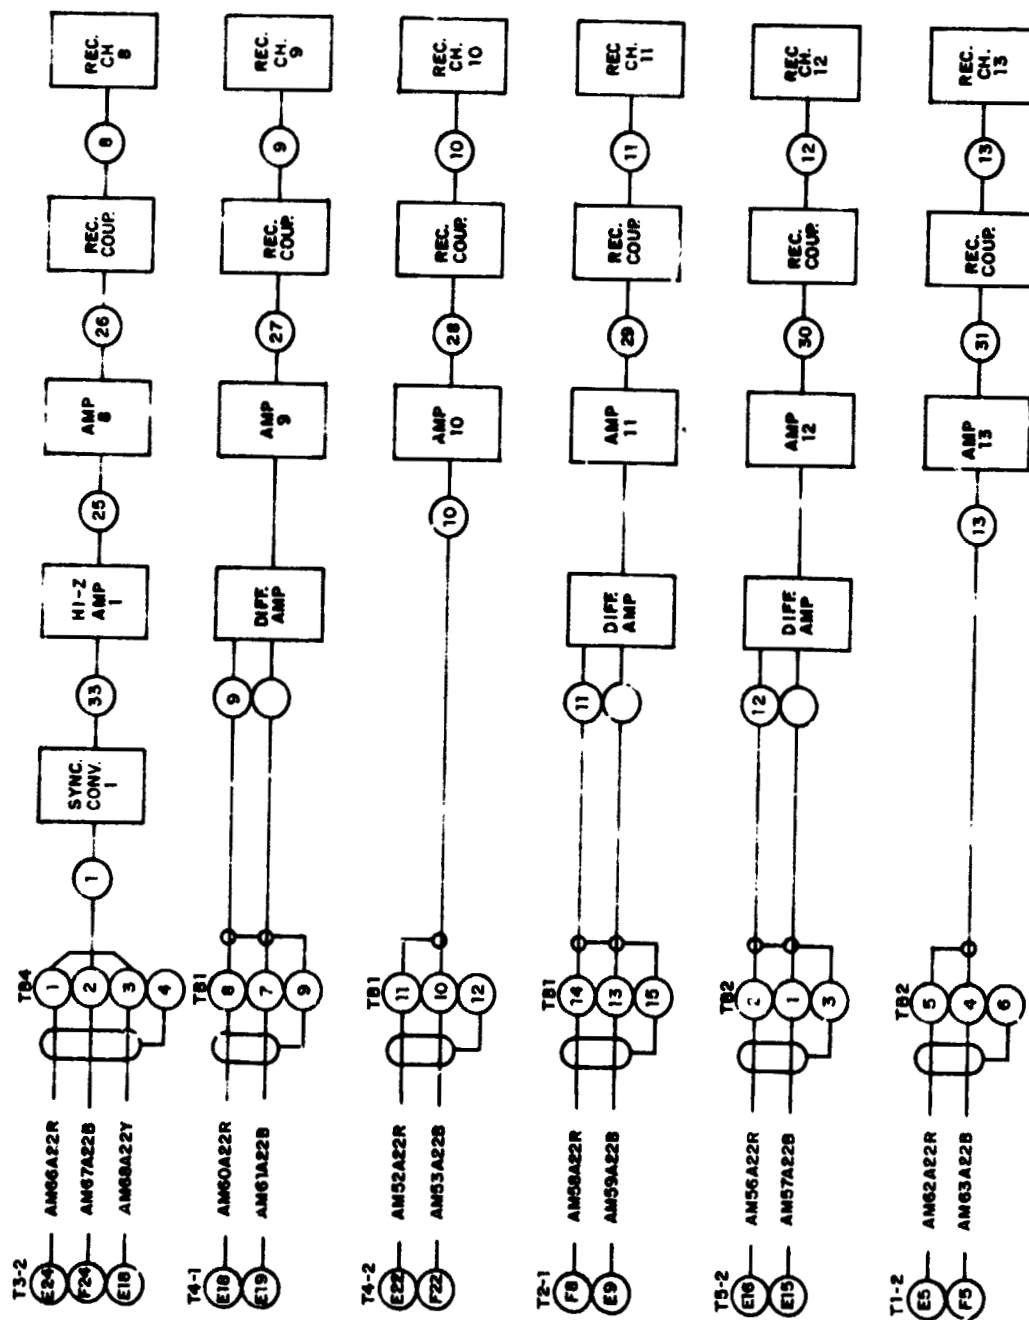 T3-2
E24
F24
E18
AM66A22R
AM67A22B
AM68A22Y
TB4
1
2
3
4
1
SYNC.
CONV.
1
33
HI-Z
AMP
1
25
AMP
8
26
REC.
COUP.
8
REC.
CH
8
T4-1
E18
E19
AM60A22R
AM61A22B
TB1
8
7
9
9
DIFF.
AMP
AMP
9
27
REC.
COUP.
9
REC.
CH.
9
T4-2
E22
F22
AM52A22R
AM53A22B
TB1
11
10
12
10
AMP
10
28
REC.
COUP.
10
REC.
CH.
10
T2-1
F8
E9
AM58A22R
AM59A22B
TB1
14
13
15
11
DIFF.
AMP
AMP
11
29
REC.
COUP.
11
REC.
CH.
11
T5-2
E16
E15
AM56A22R
AM57A22B
TB2
2
1
3
12
DIFF.
AMP
AMP
12
30
REC.
COUP.
12
REC
CH.
12
T1-2
E5
F5
AM62A22R
AM63A22B
TB2
5
4
6
13
AMP
13
31
REC.
COUP.
13
REC.
CH.
13